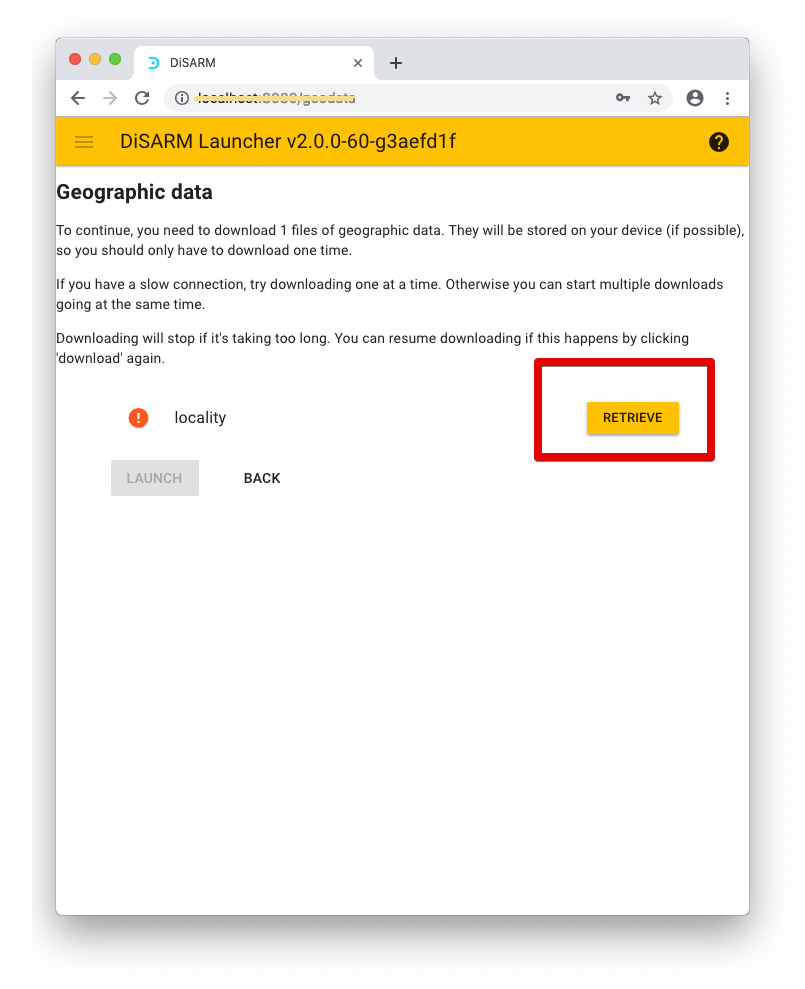 DiSARM
localhost:8080/geodata
DiSARM Launcher v2.0.0-60-g3aefd1f
Geographic data
To continue, you need to download 1 files of geographic data. They will be stored on your device (if possible),
so you should only have to download one time.
If you have a slow connection, try downloading one at a time. Otherwise you can start multiple downloads
going at the same time.
Downloading will stop if it's taking too long. You can resume downloading if this happens by clicking
'download' again.
locality
RETRIEVE
LAUNCH
BACK